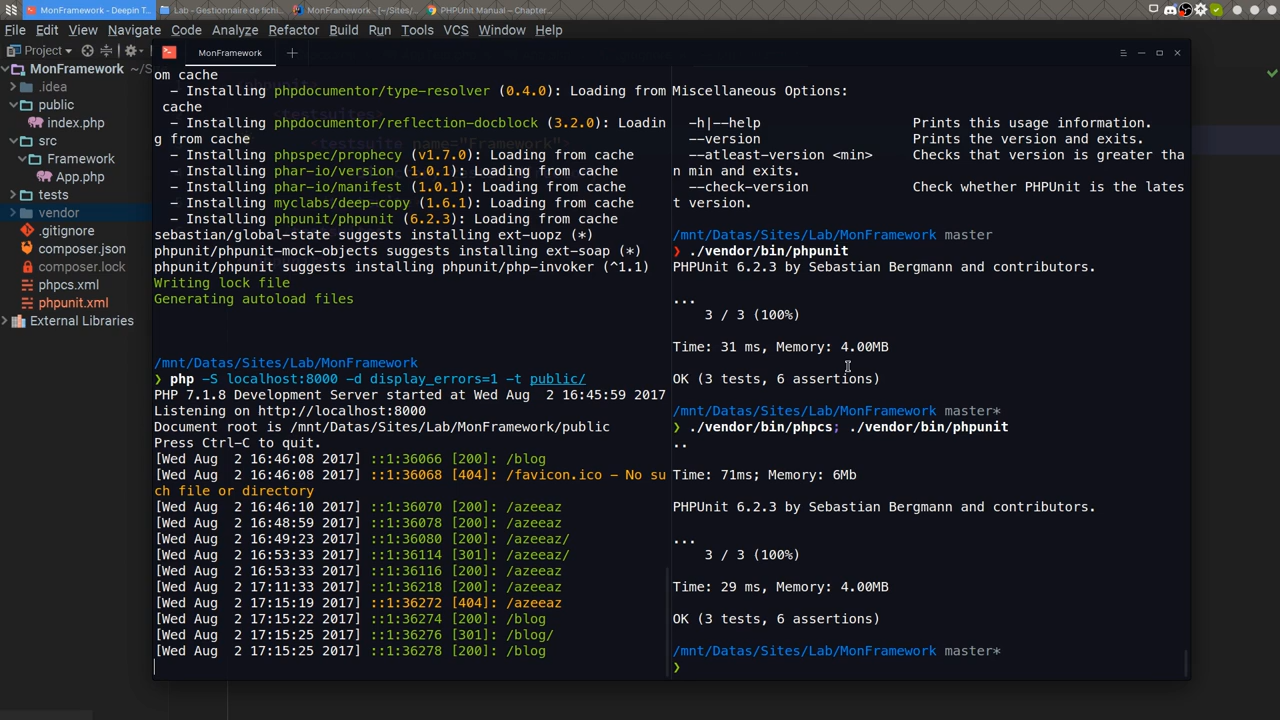 MonFramework - Deepin T...
Lab - Gestionnaire de fichi...
MonFramework - [~/Sites/...
PHPUnit Manual – Chapter...
File Edit View Navigate Code Analyze Refactor Build Run Tools VCS Window Help
Project
MonFramework ~/S
.idea
public
index.php
src
Framework
App.php
tests
vendor
.gitignore
composer.json
composer.lock
phpcs.xml
phpunit.xml
External Libraries
MonFramework
om cache
- Installing phpdocumentor/type-resolver (0.4.0): Loading from
cache
- Installing phpdocumentor/reflection-docblock (3.2.0): Loadin
g from cache
- Installing phpspec/prophecy (v1.7.0): Loading from cache
- Installing phar-io/version (1.0.1): Loading from cache
- Installing phar-io/manifest (1.0.1): Loading from cache
- Installing myclabs/deep-copy (1.6.1): Loading from cache
- Installing phpunit/phpunit (6.2.3): Loading from cache
sebastian/global-state suggests installing ext-uopz (*)
phpunit/phpunit-mock-objects suggests installing ext-soap (*)
phpunit/phpunit suggests installing phpunit/php-invoker (^1.1)
Writing lock file
Generating autoload files
/mnt/Datas/Sites/Lab/MonFramework
❯ php -S localhost:8000 -d display_errors=1 -t public/
PHP 7.1.8 Development Server started at Wed Aug  2 16:45:59 2017
Listening on http://localhost:8000
Document root is /mnt/Datas/Sites/Lab/MonFramework/public
Press Ctrl-C to quit.
[Wed Aug  2 16:46:08 2017] ::1:36066 [200]: /blog
[Wed Aug  2 16:46:08 2017] ::1:36068 [404]: /favicon.ico - No su
ch file or directory
[Wed Aug  2 16:46:10 2017] ::1:36070 [200]: /azeeaz
[Wed Aug  2 16:48:59 2017] ::1:36078 [200]: /azeeaz
[Wed Aug  2 16:49:23 2017] ::1:36080 [200]: /azeeaz/
[Wed Aug  2 16:53:33 2017] ::1:36114 [301]: /azeeaz/
[Wed Aug  2 16:53:33 2017] ::1:36116 [200]: /azeeaz
[Wed Aug  2 17:11:33 2017] ::1:36218 [200]: /azeeaz
[Wed Aug  2 17:15:19 2017] ::1:36272 [404]: /azeeaz
[Wed Aug  2 17:15:22 2017] ::1:36274 [200]: /blog
[Wed Aug  2 17:15:25 2017] ::1:36276 [301]: /blog/
[Wed Aug  2 17:15:25 2017] ::1:36278 [200]: /blog
Miscellaneous Options:
-h|--help Prints this usage information.
--version Prints the version and exits.
--atleast-version <min> Checks that version is greater tha
n min and exits.
--check-version Check whether PHPUnit is the lates
t version.
/mnt/Datas/Sites/Lab/MonFramework master
❯ ./vendor/bin/phpunit
PHPUnit 6.2.3 by Sebastian Bergmann and contributors.
...
3 / 3 (100%)
Time: 31 ms, Memory: 4.00MB
OK (3 tests, 6 assertions)
/mnt/Datas/Sites/Lab/MonFramework master*
❯ ./vendor/bin/phpcs; ./vendor/bin/phpunit
..
Time: 71ms; Memory: 6Mb
PHPUnit 6.2.3 by Sebastian Bergmann and contributors.
...
3 / 3 (100%)
Time: 29 ms, Memory: 4.00MB
OK (3 tests, 6 assertions)
/mnt/Datas/Sites/Lab/MonFramework master*
❯